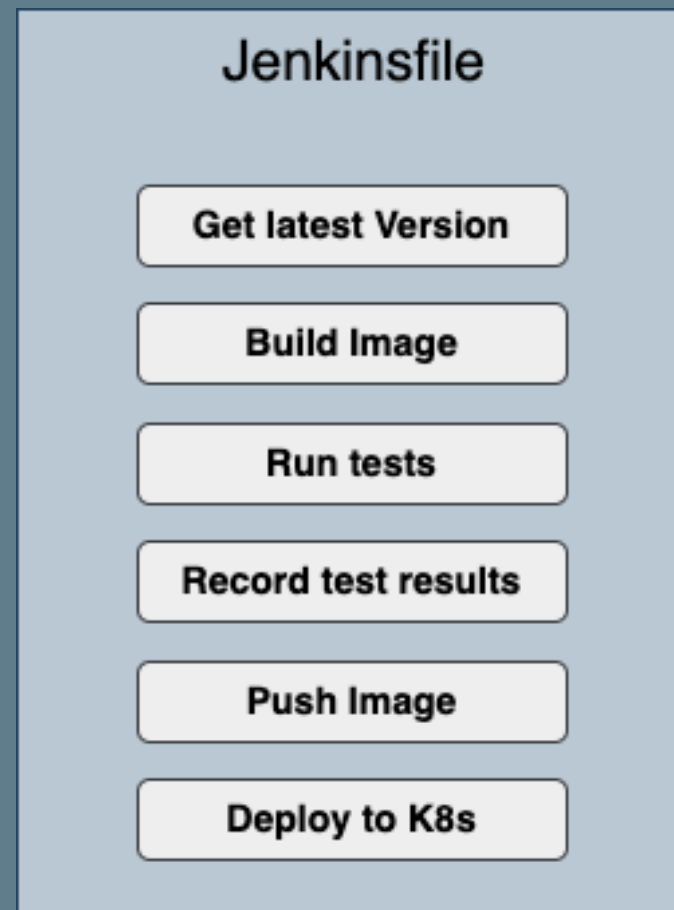 Jenkinsfile
Get latest Version
Build Image
Run tests
Record test results
Push Image
Deploy to K8s